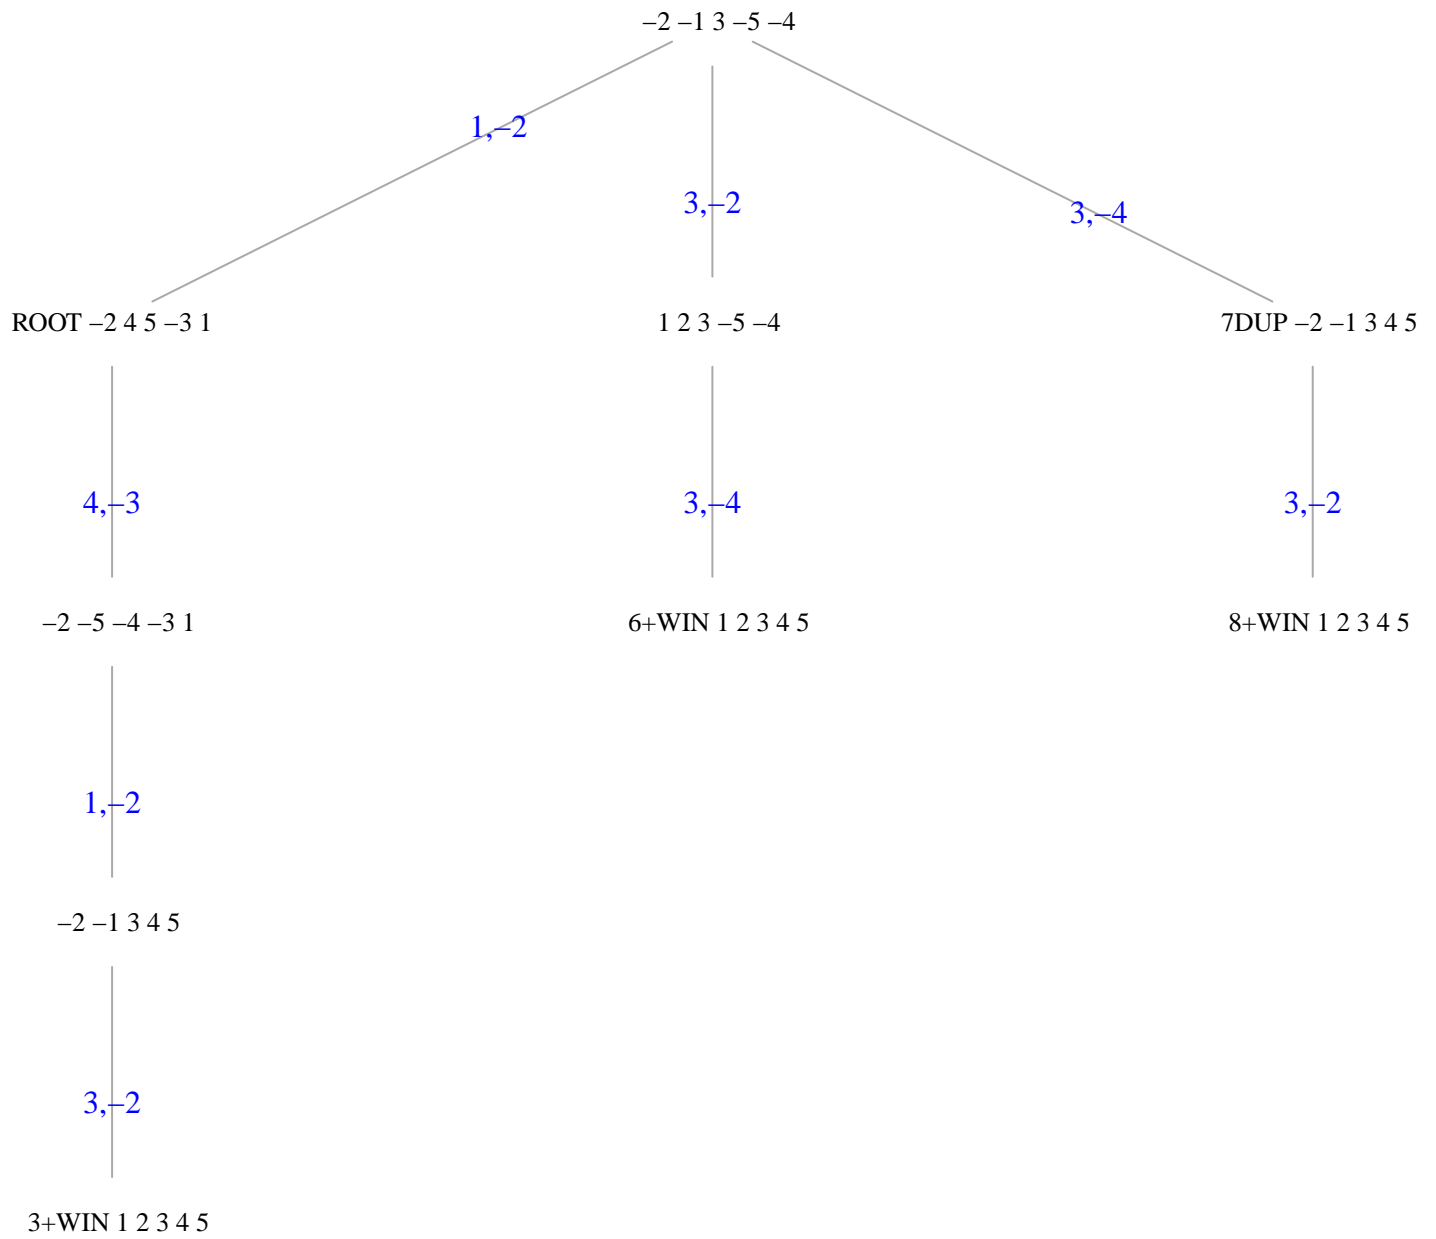 –2 –1 3 –5 –4
1,–2
3,–2
3,–4
ROOT –2 4 5 –3 1
1 2 3 –5 –4
7DUP –2 –1 3 4 5
4,–3
3,–4
3,–2
–2 –5 –4 –3 1
6+WIN 1 2 3 4 5
8+WIN 1 2 3 4 5
1,–2
–2 –1 3 4 5
3,–2
3+WIN 1 2 3 4 5